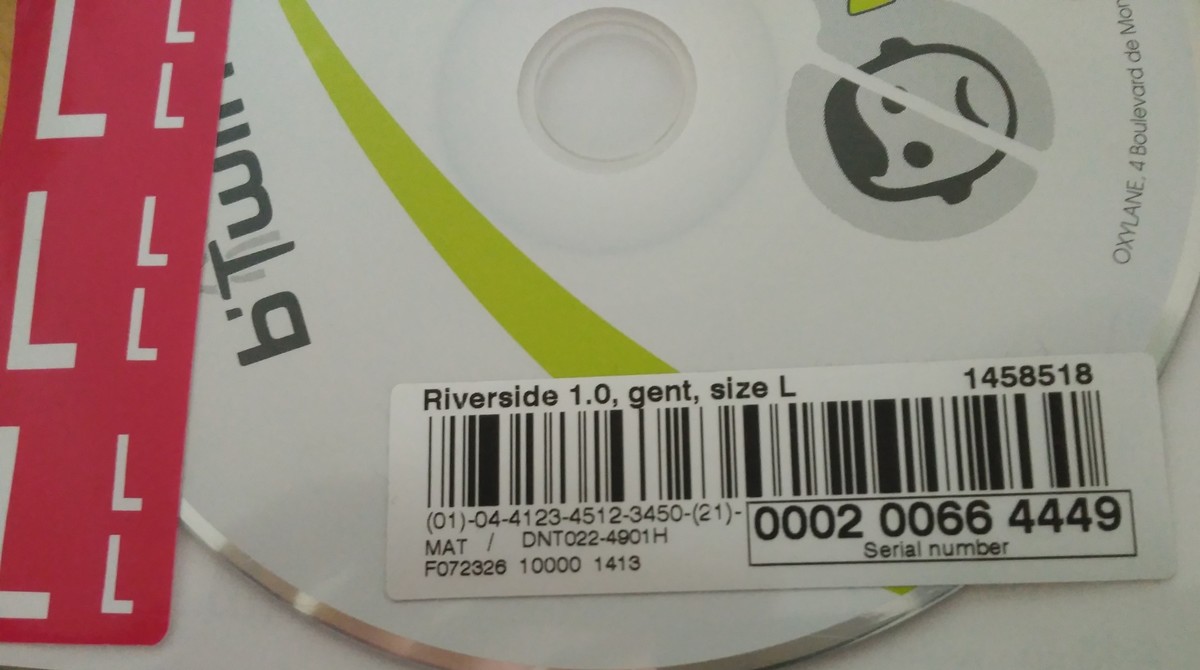 L L
L L
L L
L L
L
b'Twin
OXYLANE, 4 Boulevard de
Riverside 1.0, gent, size L 1458518
(01)-04-4123-4512-3450-(21)-
0002 0066 4449
Serial number
MAT / DNT022-4901H
F072326 10000 1413